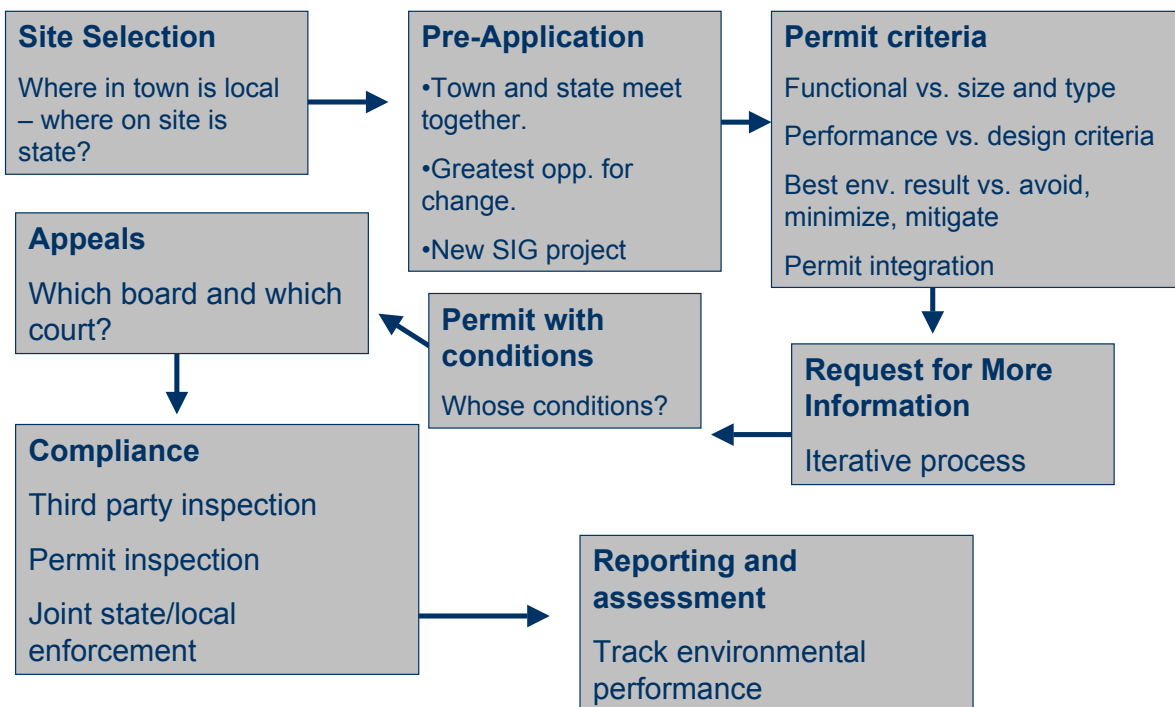 Site Selection
Where in town is local
– where on site is
state?
Pre-Application
•Town and state meet
together.
•Greatest opp. for
change.
•New SIG project
Permit criteria
Functional vs. size and type
Performance vs. design criteria
Best env. result vs. avoid,
minimize, mitigate
Permit integration
Request for More
Information
Iterative process
Permit with
conditions
Whose conditions?
Appeals
Which board and which
court?
Compliance
Third party inspection
Permit inspection
Joint state/local
enforcement
Reporting and
assessment
Track environmental
performance